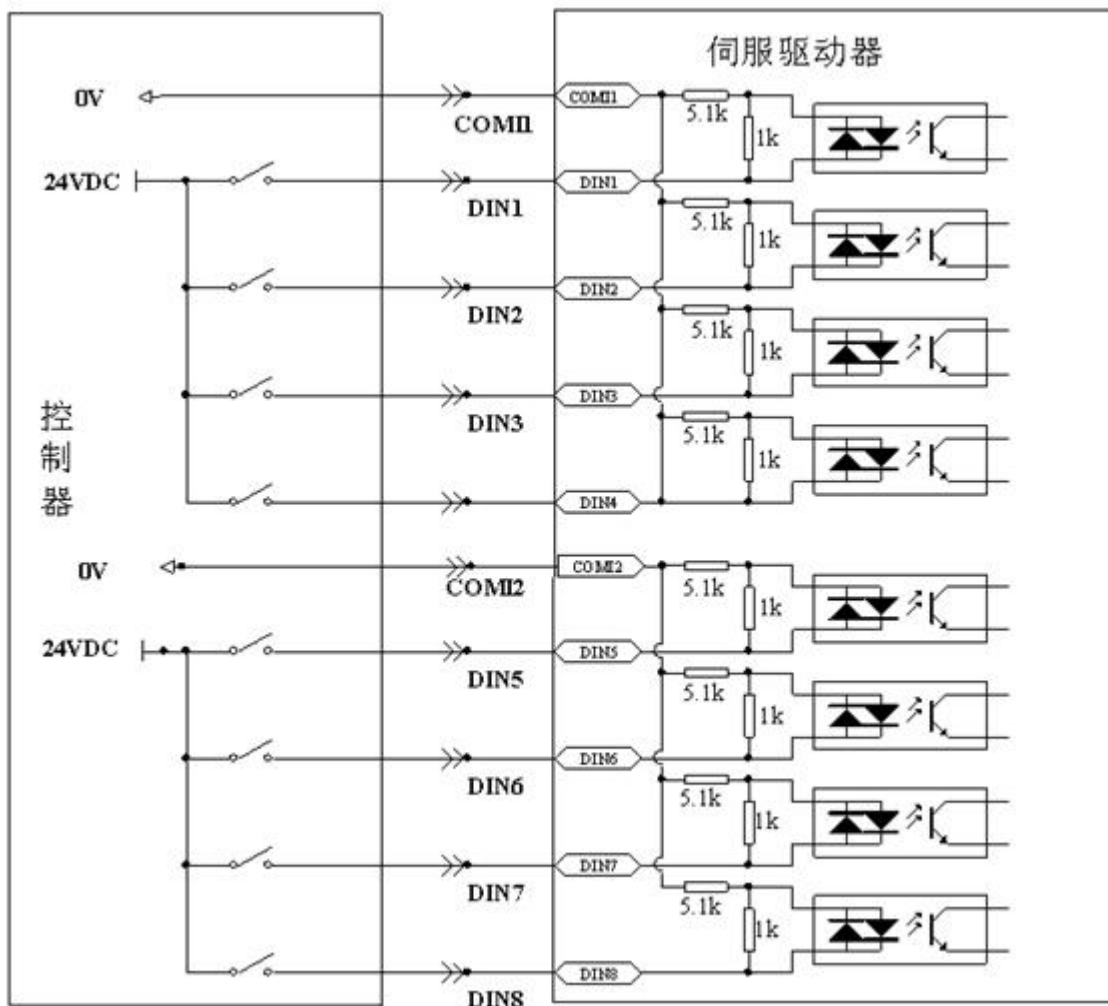 伺服驱动器
0V
COMI1
COMI1
5.1k
1k
24VDC
DIN1
DIN1
5.1k
1k
DIN2
DIN2
5.1k
1k
DIN3
DIN3
控制器
5.1k
1k
DIN4
0V
COMI2
COMI2
5.1k
1k
24VDC
DIN5
DIN5
5.1k
1k
DIN6
DIN6
5.1k
1k
DIN7
DIN7
5.1k
1k
DIN8
DIN8